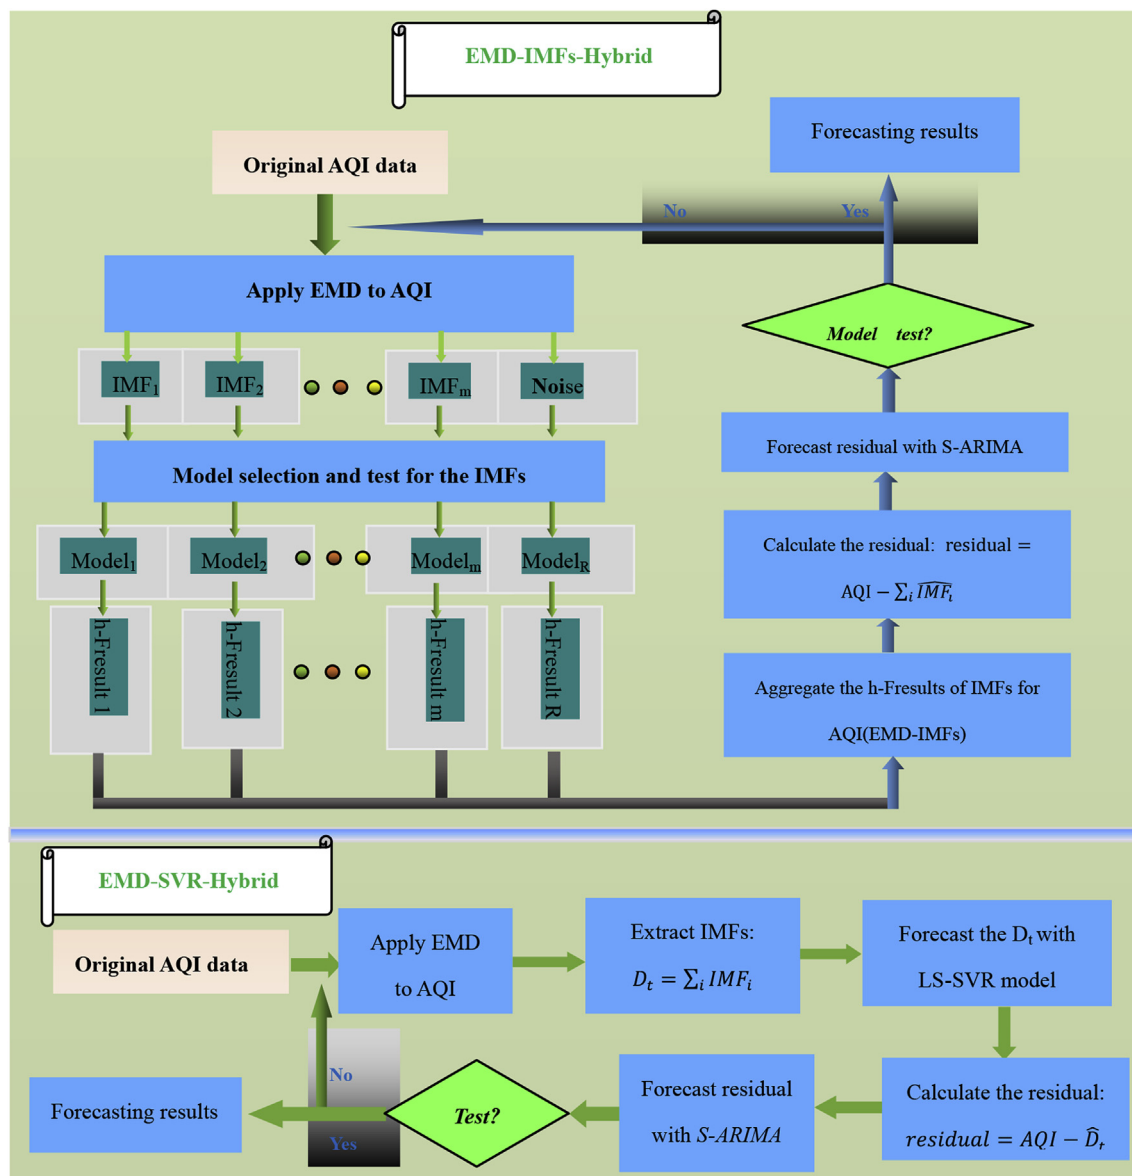 EMD-IMFs-Hybrid
Forecasting results
Original AQI data
No
Yes
Apply EMD to AQI
Model test?
IMF₁
IMF₂
IMFₘ
Noise
Forecast residual with S-ARIMA
Model selection and test for the IMFs
Calculate the residual: residual =
AQI − ∑ᵢ \widehat{IMFᵢ}
Model₁
Model₂
Modelₘ
Model_R
h-Fresult 1
h-Fresult 2
h-Fresult m
h-Fresult R
Aggregate the h-Fresults of IMFs for
AQI(EMD-IMFs)
EMD-SVR-Hybrid
Original AQI data
Apply EMD
to AQI
Extract IMFs:
Dₜ = ∑ᵢ IMFᵢ
Forecast the Dₜ with
LS-SVR model
No
Forecasting results
Yes
Test?
Forecast residual
with S-ARIMA
Calculate the residual:
residual = AQI − D̂ₜ